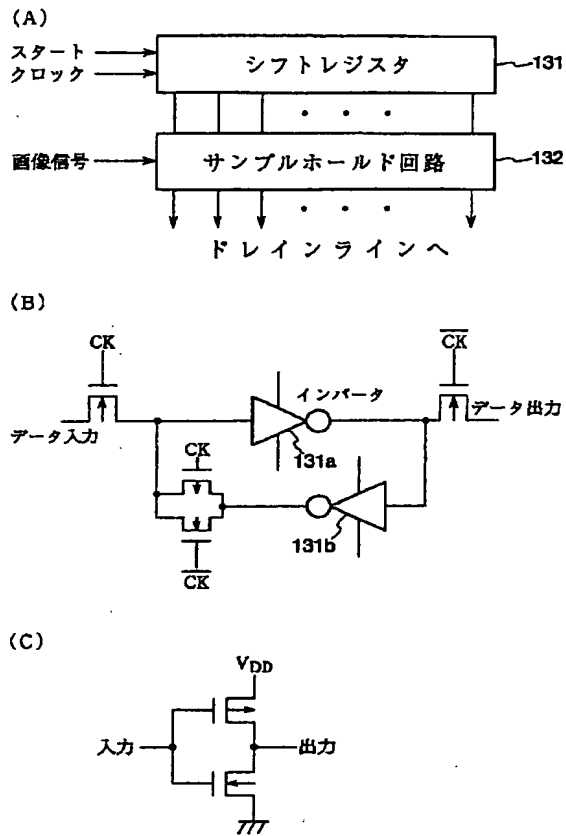 (A)
スタート
クロック
シフトレジスタ
131
画像信号
サンプルホールド回路
132
ドレインラインへ
(B)
CK
C̅K̅
インバータ
データ入力
データ出力
131a
CK
131b
C̅K̅
(C)
VDD
入力
出力